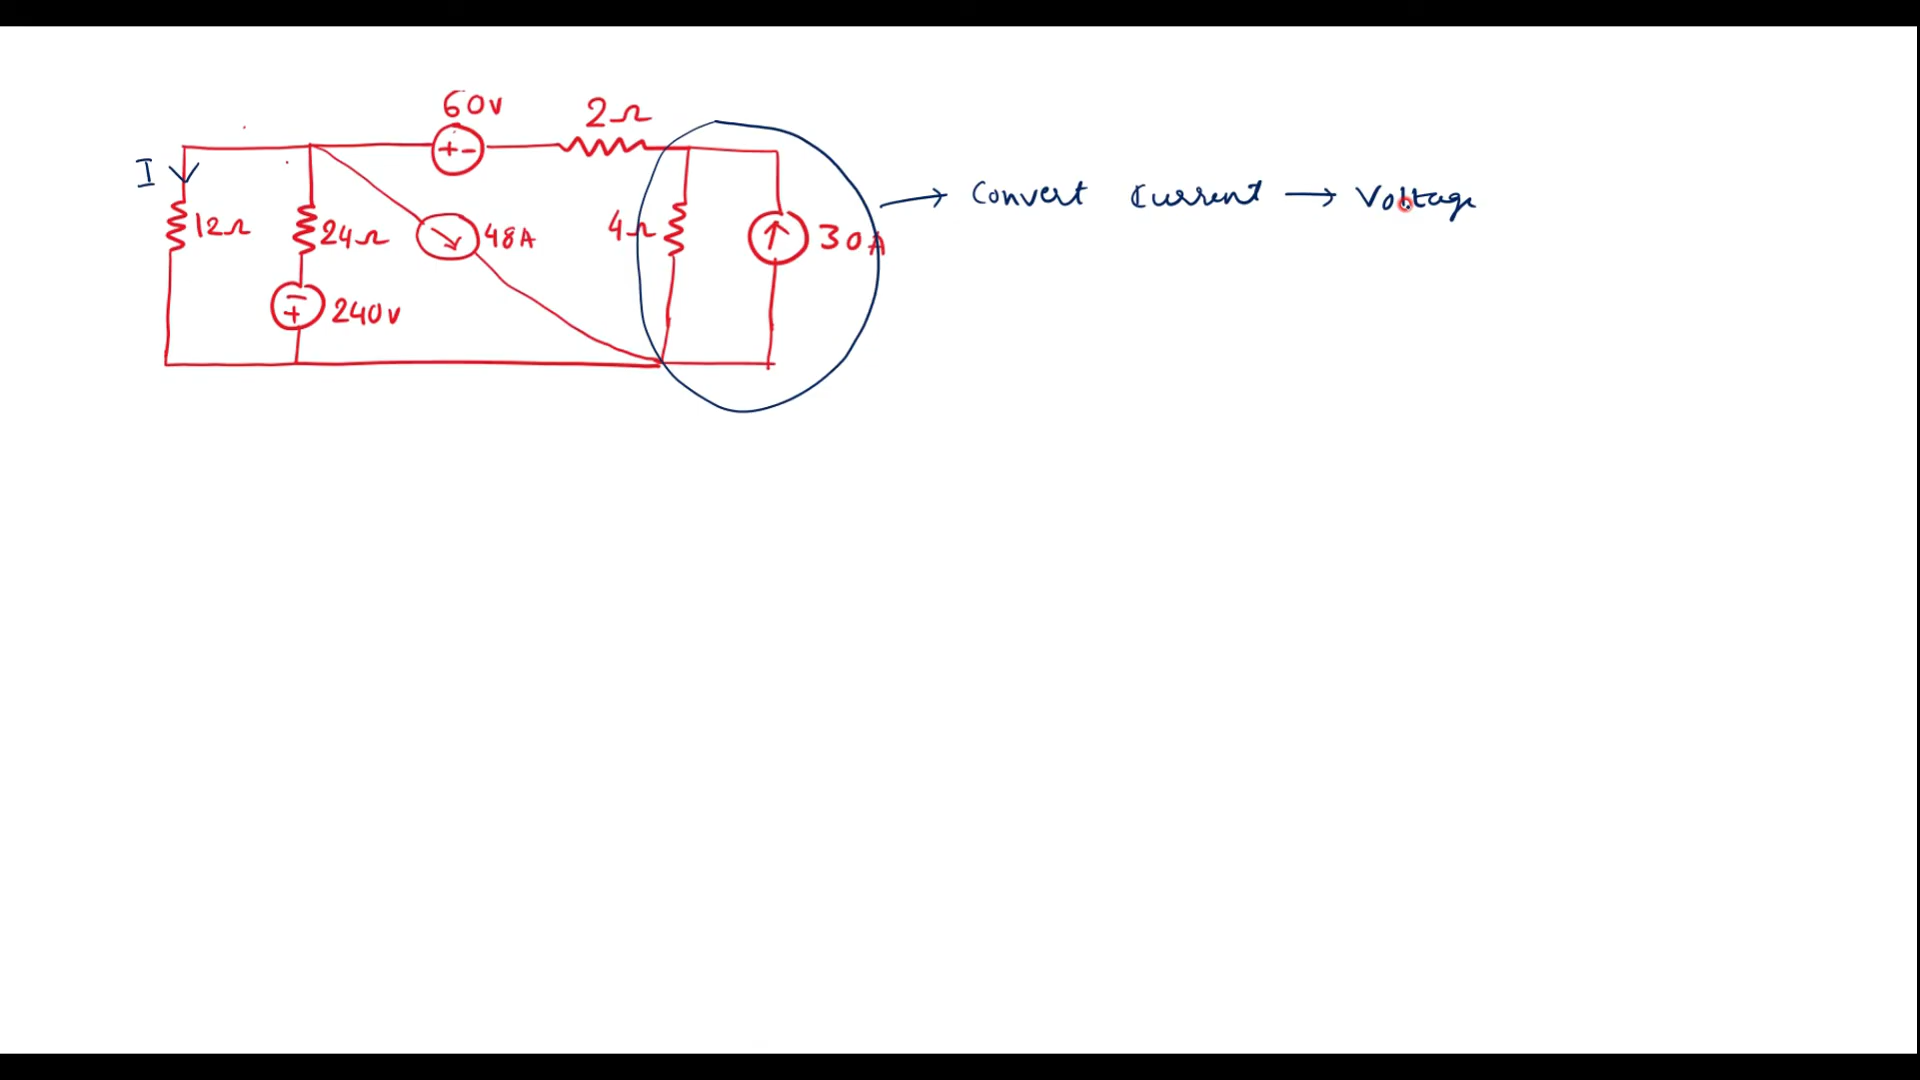 60v
2Ω
I
12Ω
24Ω
48A
4Ω
30A
240v
+ -
- +
Convert Current → Voltage